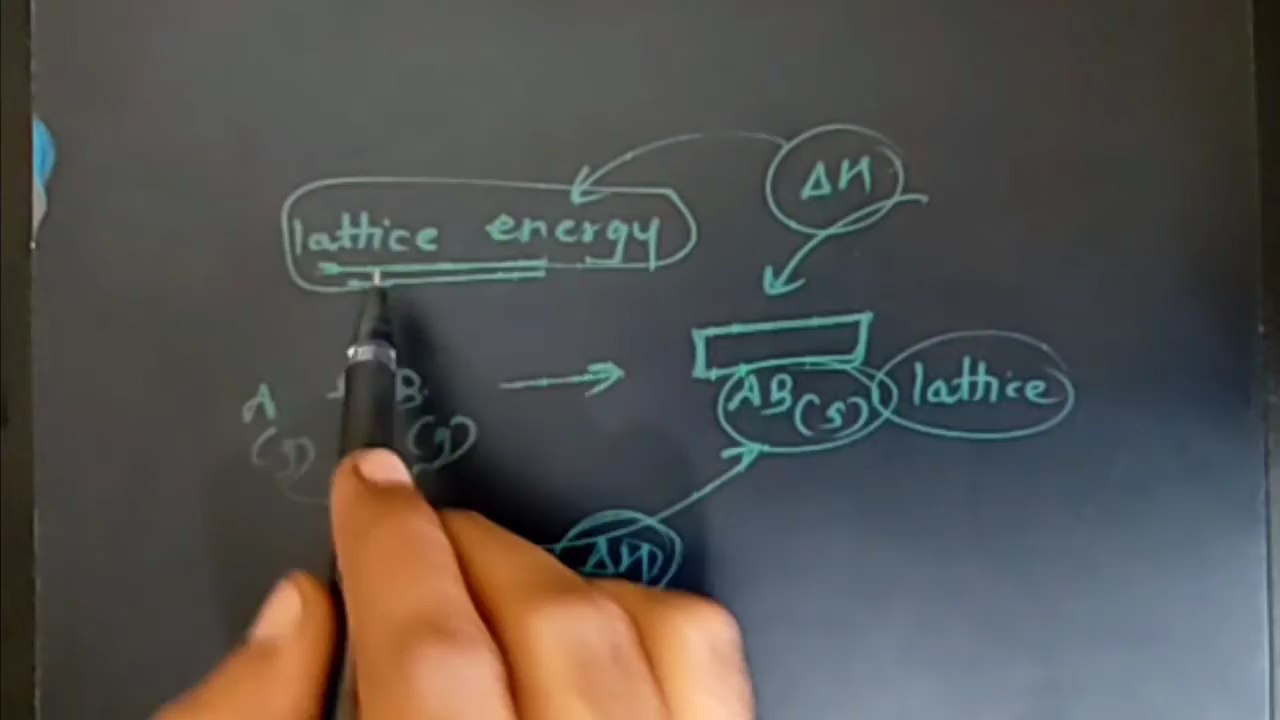 ΔH
lattice energy
A B → AB(s) lattice
(g) (g)
ΔH